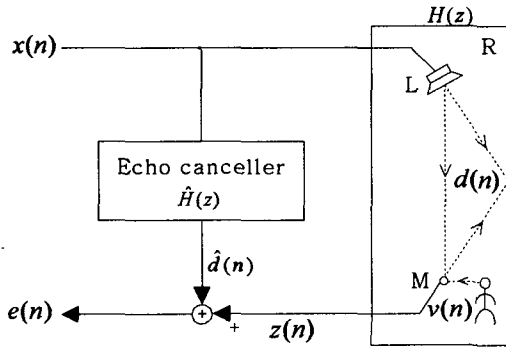 H(z)
x(n)
R
L
Echo canceller
Ĥ(z)
d(n)
d̂(n)
M
v(n)
e(n)
+
+
z(n)